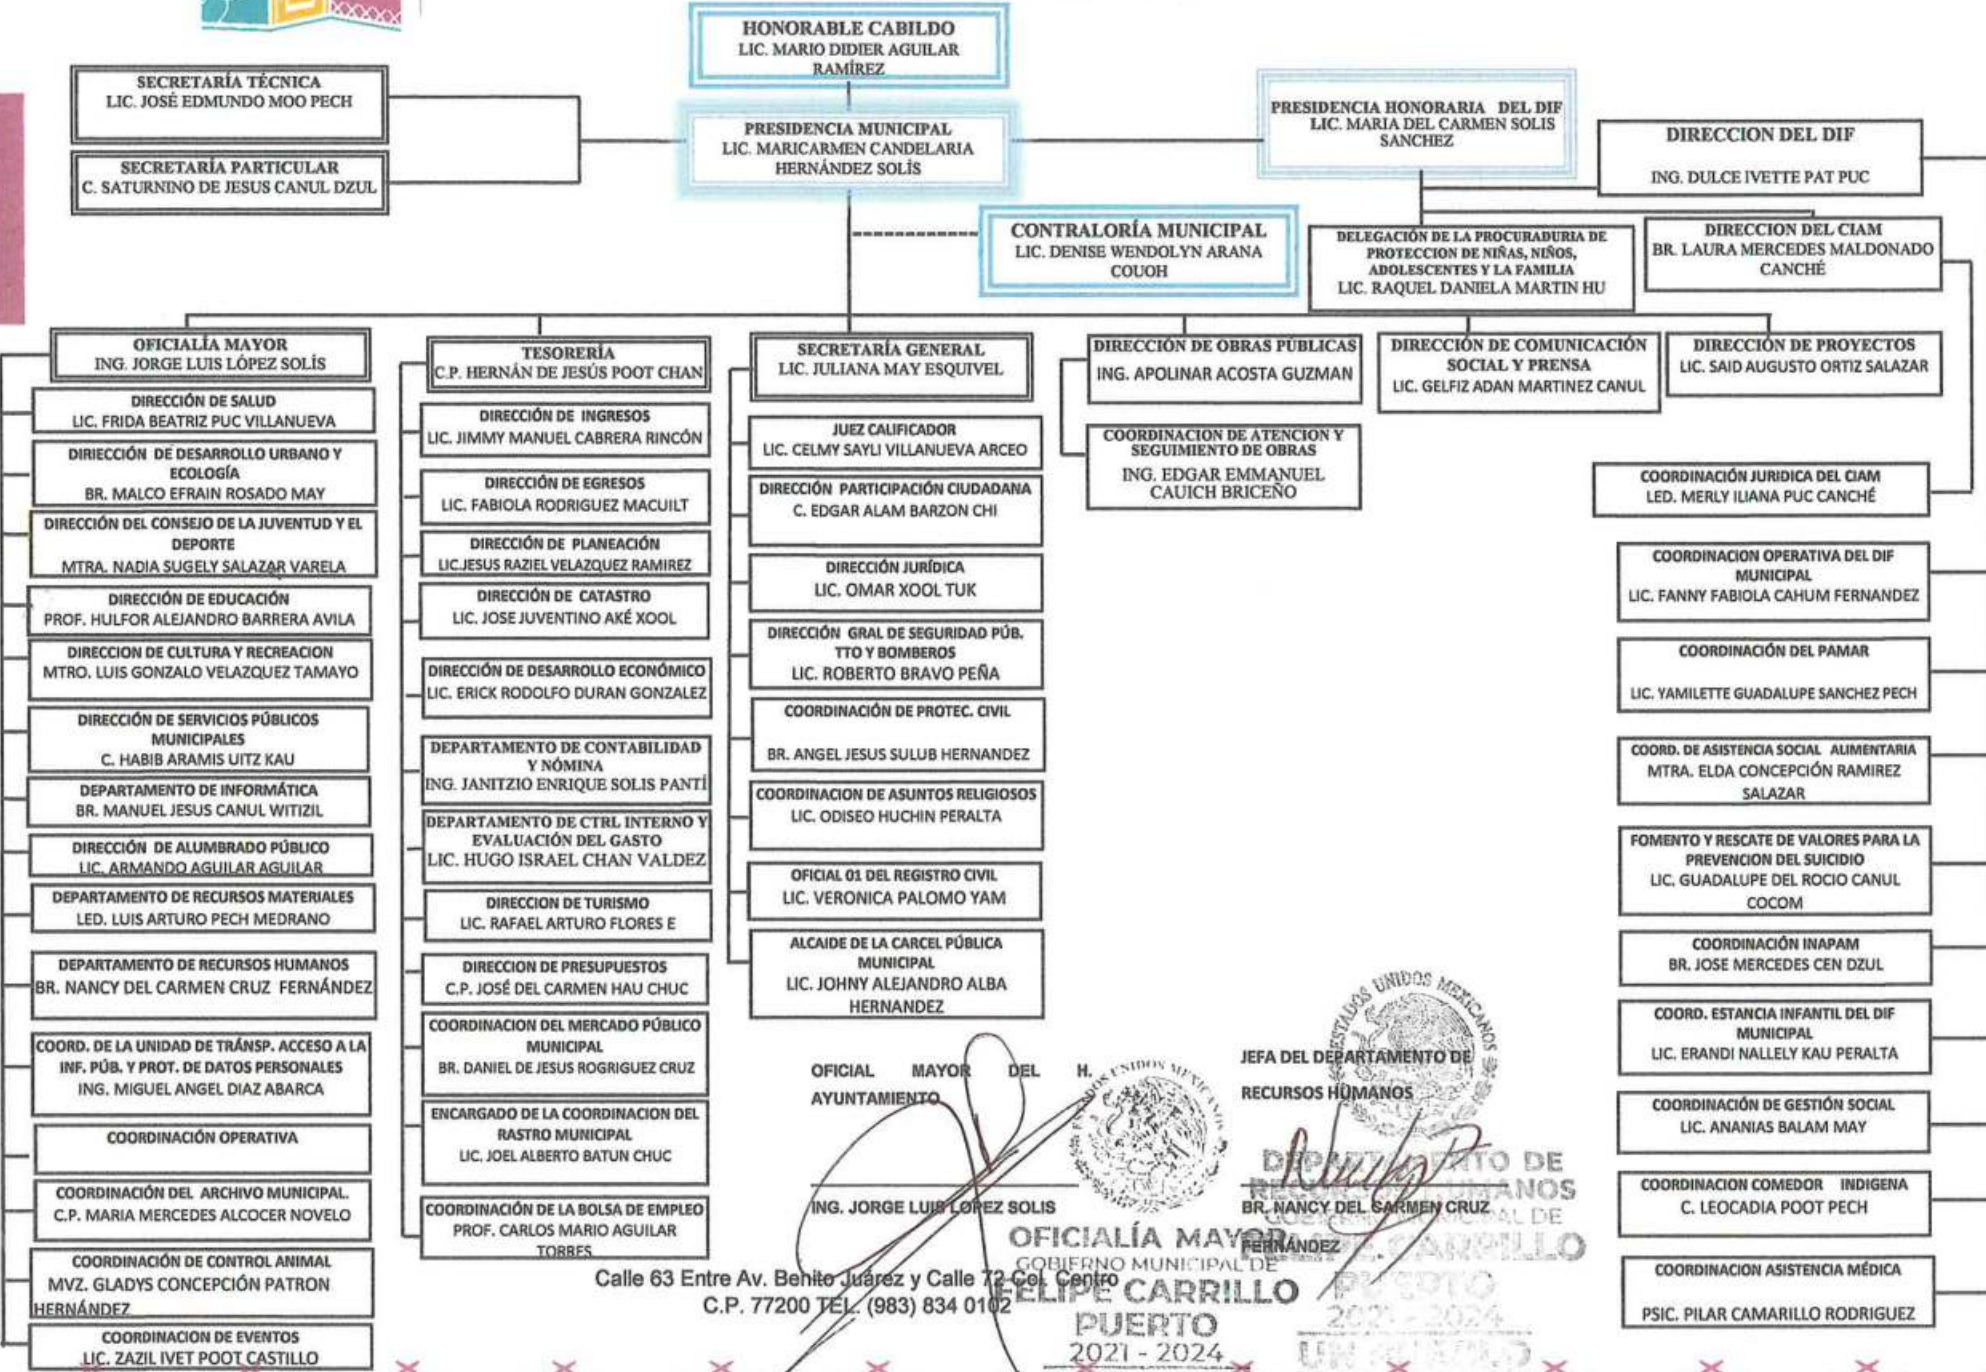 HONORABLE CABILDO
LIC. MARIO DIDIER AGUILAR
RAMÍREZ
SECRETARÍA TÉCNICA
LIC. JOSÉ EDMUNDO MOO PECH
SECRETARÍA PARTICULAR
C. SATURNINO DE JESUS CANUL DZUL
PRESIDENCIA MUNICIPAL
LIC. MARICARMEN CANDELARIA
HERNÁNDEZ SOLÍS
PRESIDENCIA HONORARIA DEL DIF
LIC. MARIA DEL CARMEN SOLIS
SANCHEZ
DIRECCION DEL DIF
ING. DULCE IVETTE PAT PUC
CONTRALORÍA MUNICIPAL
LIC. DENISE WENDOLYN ARANA
COUOH
DELEGACIÓN DE LA PROCURADURIA DE
PROTECCION DE NIÑAS, NIÑOS,
ADOLESCENTES Y LA FAMILIA
LIC. RAQUEL DANIELA MARTIN HU
DIRECCION DEL CIAM
BR. LAURA MERCEDES MALDONADO
CANCHÉ
OFICIALÍA MAYOR
ING. JORGE LUIS LÓPEZ SOLÍS
DIRECCIÓN DE SALUD
LIC. FRIDA BEATRIZ PUC VILLANUEVA
DIRIECCIÓN DE DESARROLLO URBANO Y
ECOLOGÍA
BR. MALCO EFRAIN ROSADO MAY
DIRECCIÓN DEL CONSEJO DE LA JUVENTUD Y EL
DEPORTE
MTRA. NADIA SUGELY SALAZAR VARELA
DIRECCIÓN DE EDUCACIÓN
PROF. HULFOR ALEJANDRO BARRERA AVILA
DIRECCION DE CULTURA Y RECREACION
MTRO. LUIS GONZALO VELAZQUEZ TAMAYO
DIRECCIÓN DE SERVICIOS PÚBLICOS
MUNICIPALES
C. HABIB ARAMIS UITZ KAU
DEPARTAMENTO DE INFORMÁTICA
BR. MANUEL JESUS CANUL WITIZIL
DIRECCIÓN DE ALUMBRADO PÚBLICO
LIC. ARMANDO AGUILAR AGUILAR
DEPARTAMENTO DE RECURSOS MATERIALES
LED. LUIS ARTURO PECH MEDRANO
DEPARTAMENTO DE RECURSOS HUMANOS
BR. NANCY DEL CARMEN CRUZ FERNÁNDEZ
COORD. DE LA UNIDAD DE TRÁNSP. ACCESO A LA
INF. PÚB. Y PROT. DE DATOS PERSONALES
ING. MIGUEL ANGEL DIAZ ABARCA
COORDINACIÓN OPERATIVA
COORDINACIÓN DEL ARCHIVO MUNICIPAL.
C.P. MARIA MERCEDES ALCOCER NOVELO
COORDINACIÓN DE CONTROL ANIMAL
MVZ. GLADYS CONCEPCIÓN PATRON
HERNÁNDEZ
COORDINACION DE EVENTOS
LIC. ZAZIL IVET POOT CASTILLO
TESORERÍA
C.P. HERNÁN DE JESÚS POOT CHAN
DIRECCIÓN DE INGRESOS
LIC. JIMMY MANUEL CABRERA RINCÓN
DIRECCIÓN DE EGRESOS
LIC. FABIOLA RODRIGUEZ MACUILT
DIRECCIÓN DE PLANEACIÓN
LIC.JESUS RAZIEL VELAZQUEZ RAMIREZ
DIRECCIÓN DE CATASTRO
LIC. JOSE JUVENTINO AKÉ XOOL
DIRECCIÓN DE DESARROLLO ECONÓMICO
LIC. ERICK RODOLFO DURAN GONZALEZ
DEPARTAMENTO DE CONTABILIDAD
Y NÓMINA
ING. JANITZIO ENRIQUE SOLIS PANTÍ
DEPARTAMENTO DE CTRL INTERNO Y
EVALUACIÓN DEL GASTO
LIC. HUGO ISRAEL CHAN VALDEZ
DIRECCION DE TURISMO
LIC. RAFAEL ARTURO FLORES E
DIRECCION DE PRESUPUESTOS
C.P. JOSÉ DEL CARMEN HAU CHUC
COORDINACION DEL MERCADO PÚBLICO
MUNICIPAL
BR. DANIEL DE JESUS ROGRIGUEZ CRUZ
ENCARGADO DE LA COORDINACION DEL
RASTRO MUNICIPAL
LIC. JOEL ALBERTO BATUN CHUC
COORDINACIÓN DE LA BOLSA DE EMPLEO
PROF. CARLOS MARIO AGUILAR
TORRES
SECRETARÍA GENERAL
LIC. JULIANA MAY ESQUIVEL
JUEZ CALIFICADOR
LIC. CELMY SAYLI VILLANUEVA ARCEO
DIRECCIÓN PARTICIPACIÓN CIUDADANA
C. EDGAR ALAM BARZON CHI
DIRECCIÓN JURÍDICA
LIC. OMAR XOOL TUK
DIRECCIÓN GRAL DE SEGURIDAD PÚB.
TTO Y BOMBEROS
LIC. ROBERTO BRAVO PEÑA
COORDINACIÓN DE PROTEC. CIVIL
BR. ANGEL JESUS SULUB HERNANDEZ
COORDINACION DE ASUNTOS RELIGIOSOS
LIC. ODISEO HUCHIN PERALTA
OFICIAL 01 DEL REGISTRO CIVIL
LIC. VERONICA PALOMO YAM
ALCAIDE DE LA CARCEL PÚBLICA
MUNICIPAL
LIC. JOHNY ALEJANDRO ALBA
HERNANDEZ
DIRECCIÓN DE OBRAS PÚBLICAS
ING. APOLINAR ACOSTA GUZMAN
COORDINACION DE ATENCION Y
SEGUIMIENTO DE OBRAS
ING. EDGAR EMMANUEL
CAUICH BRICEÑO
DIRECCIÓN DE COMUNICACIÓN
SOCIAL Y PRENSA
LIC. GELFIZ ADAN MARTINEZ CANUL
DIRECCIÓN DE PROYECTOS
LIC. SAID AUGUSTO ORTIZ SALAZAR
COORDINACIÓN JURIDICA DEL CIAM
LED. MERLY ILIANA PUC CANCHÉ
COORDINACION OPERATIVA DEL DIF
MUNICIPAL
LIC. FANNY FABIOLA CAHUM FERNANDEZ
COORDINACIÓN DEL PAMAR
LIC. YAMILETTE GUADALUPE SANCHEZ PECH
COORD. DE ASISTENCIA SOCIAL ALIMENTARIA
MTRA. ELDA CONCEPCIÓN RAMIREZ
SALAZAR
FOMENTO Y RESCATE DE VALORES PARA LA
PREVENCION DEL SUICIDIO
LIC. GUADALUPE DEL ROCIO CANUL
COCOM
COORDINACIÓN INAPAM
BR. JOSE MERCEDES CEN DZUL
COORD. ESTANCIA INFANTIL DEL DIF
MUNICIPAL
LIC. ERANDI NALLELY KAU PERALTA
COORDINACIÓN DE GESTIÓN SOCIAL
LIC. ANANIAS BALAM MAY
COORDINACION COMEDOR INDIGENA
C. LEOCADIA POOT PECH
COORDINACION ASISTENCIA MÉDICA
PSIC. PILAR CAMARILLO RODRIGUEZ
OFICIAL MAYOR DEL H.
AYUNTAMIENTO
ING. JORGE LUIS LÓPEZ SOLIS
OFICIALÍA MAYOR
GOBIERNO MUNICIPAL DE
FELIPE CARRILLO
PUERTO
2021 - 2024
ESTADOS UNIDOS MEXICANOS
JEFA DEL DEPARTAMENTO DE
RECURSOS HUMANOS
BR. NANCY DEL CARMEN CRUZ
FERNÁNDEZ
DEPARTAMENTO DE
RECURSOS HUMANOS
GOBIERNO MUNICIPAL DE
FELIPE CARRILLO
PUERTO
2021 - 2024
Calle 63 Entre Av. Benito Juárez y Calle 72 Col. Centro
C.P. 77200 TEL. (983) 834 0102